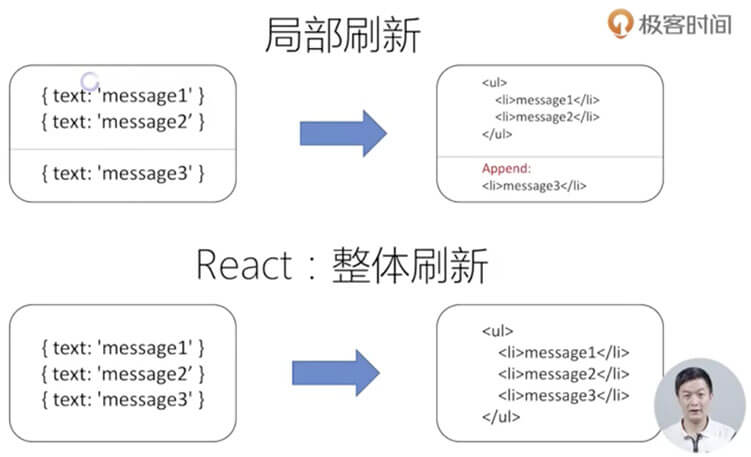 局部刷新
极客时间
{ text: 'message1' }
{ text: 'message2’ }
{ text: 'message3' }
<ul>
<li>message1</li>
<li>message2</li>
</ul>
Append:
<li>message3</li>
React：整体刷新
{ text: 'message1' }
{ text: 'message2’ }
{ text: 'message3' }
<ul>
<li>message1</li>
<li>message2</li>
<li>message3</li>
</ul>